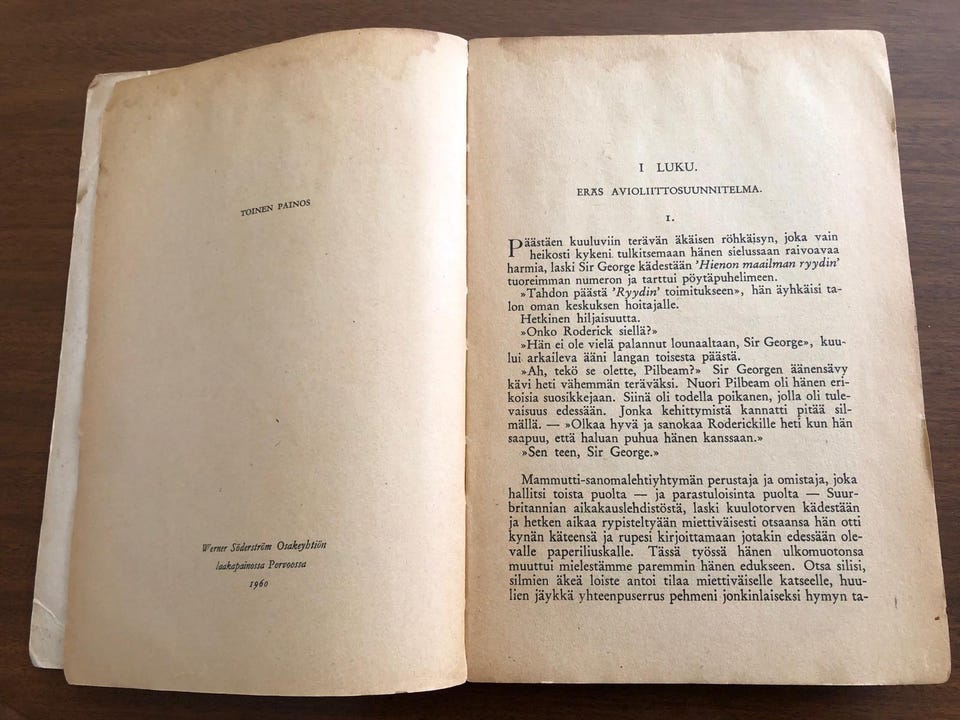 TOINEN PAINOS
Werner Söderström Osakeyhtiön
laakapainossa Porvoossa
1960
I LUKU.
ERÄS AVIOLIITTOSUUNNITELMA.
1.
Päästäen kuuluviin terävän äkäisen röhkäisyn, joka vain
heikosti kykeni tulkitsemaan hänen sielussaan raivoavaa
harmia, laski Sir George kädestään 'Hienon maailman ryydin'
tuoreimman numeron ja tarttui pöytäpuhelimeen.
»Tahdon päästä 'Ryydin' toimitukseen», hän äyhkäisi ta-
lon oman keskuksen hoitajalle.
Hetkinen hiljaisuutta.
»Onko Roderick siellä?»
»Hän ei ole vielä palannut lounaaltaan, Sir George», kuu-
lui arkaileva ääni langan toisesta päästä.
»Ah, tekö se olette, Pilbeam?» Sir Georgen äänensävy
kävi heti vähemmän teräväksi. Nuori Pilbeam oli hänen eri-
koisia suosikkejaan. Siinä oli todella poikanen, jolla oli tule-
vaisuus edessään. Jonka kehittymistä kannatti pitää sil-
mällä. — »Olkaa hyvä ja sanokaa Roderickille heti kun hän
saapuu, että haluan puhua hänen kanssaan.»
»Sen teen, Sir George.»
Mammutti-sanomalehtiyhtymän perustaja ja omistaja, joka
hallitsi toista puolta — ja parastuloisinta puolta — Suur-
britannian aikakauslehdistöstä, laski kuulotorven kädestään
ja hetken aikaa rypisteltyään miettiväisesti otsaansa hän otti
kynän käteensä ja rupesi kirjoittamaan jotakin edessään ole-
valle paperiliuskalle. Tässä työssä hänen ulkomuotonsa
muuttui mielestämme paremmin hänen edukseen. Otsa silisi,
silmien äkeä loiste antoi tilaa miettiväiselle katseelle, huu-
lien jäykkä yhteenpuserrus pehmeni jonkinlaiseksi hymyn ta-